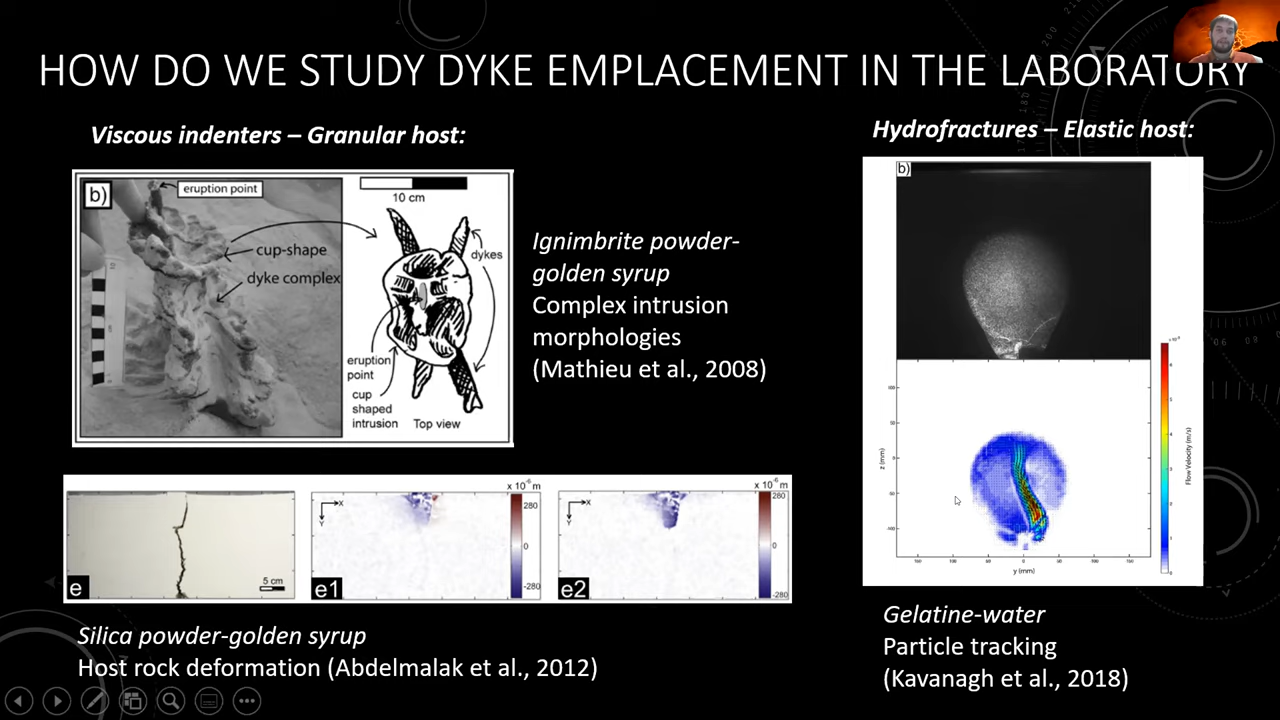 HOW DO WE STUDY DYKE EMPLACEMENT IN THE LABORATORY
Viscous indenters – Granular host:
b)
eruption point
cup-shape
dyke complex
10 cm
dykes
eruption
point
cup
shaped
intrusion
Top view
Ignimbrite powder-
golden syrup
Complex intrusion
morphologies
(Mathieu et al., 2008)
e
5 cm
x 10⁻⁶ m
X
Y
280
0
-280
e1
x 10⁻⁶ m
X
Y
280
0
-280
e2
Silica powder-golden syrup
Host rock deformation (Abdelmalak et al., 2012)
Hydrofractures – Elastic host:
b)
z (mm)
y (mm)
Flow Velocity (m/s)
Gelatine-water
Particle tracking
(Kavanagh et al., 2018)